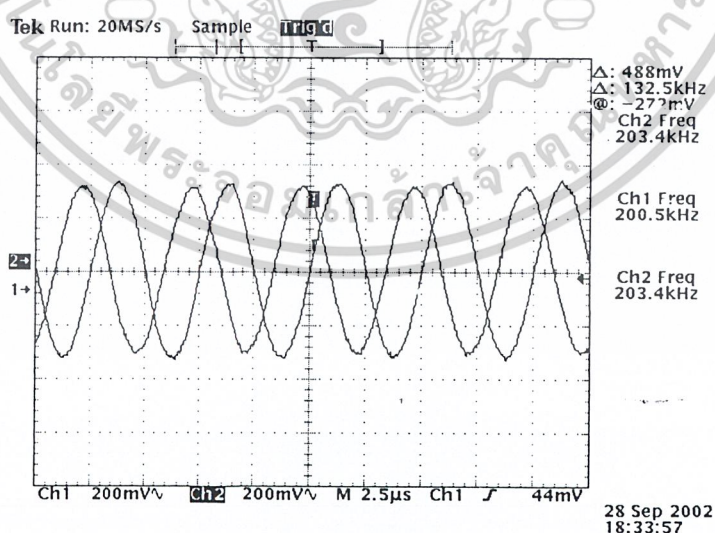 Tek Run: 20MS/s Sample Trig'd
T
Δ: 488mV
Δ: 132.5kHz
@: -272mV
Ch2 Freq
203.4kHz
Ch1 Freq
200.5kHz
Ch2 Freq
203.4kHz
T
2→
1→
Ch1 200mV∿ Ch2 200mV∿ M 2.5µs Ch1 ƒ 44mV
28 Sep 2002
18:33:57